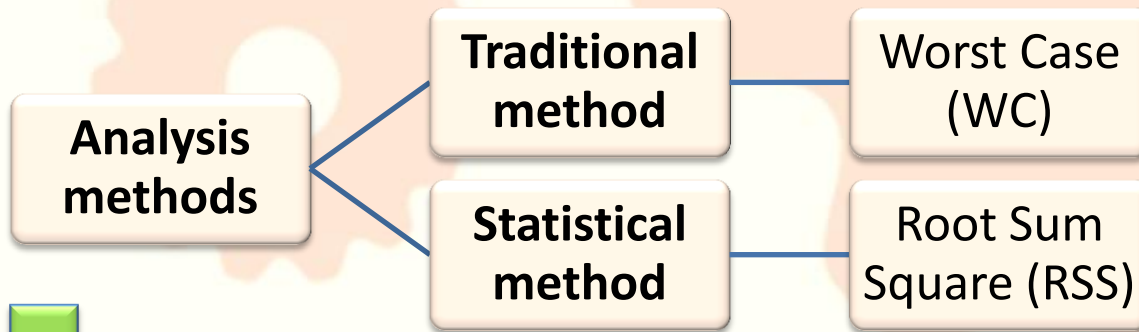 Analysis
methods
Traditional
method
Worst Case
(WC)
Statistical
method
Root Sum
Square (RSS)